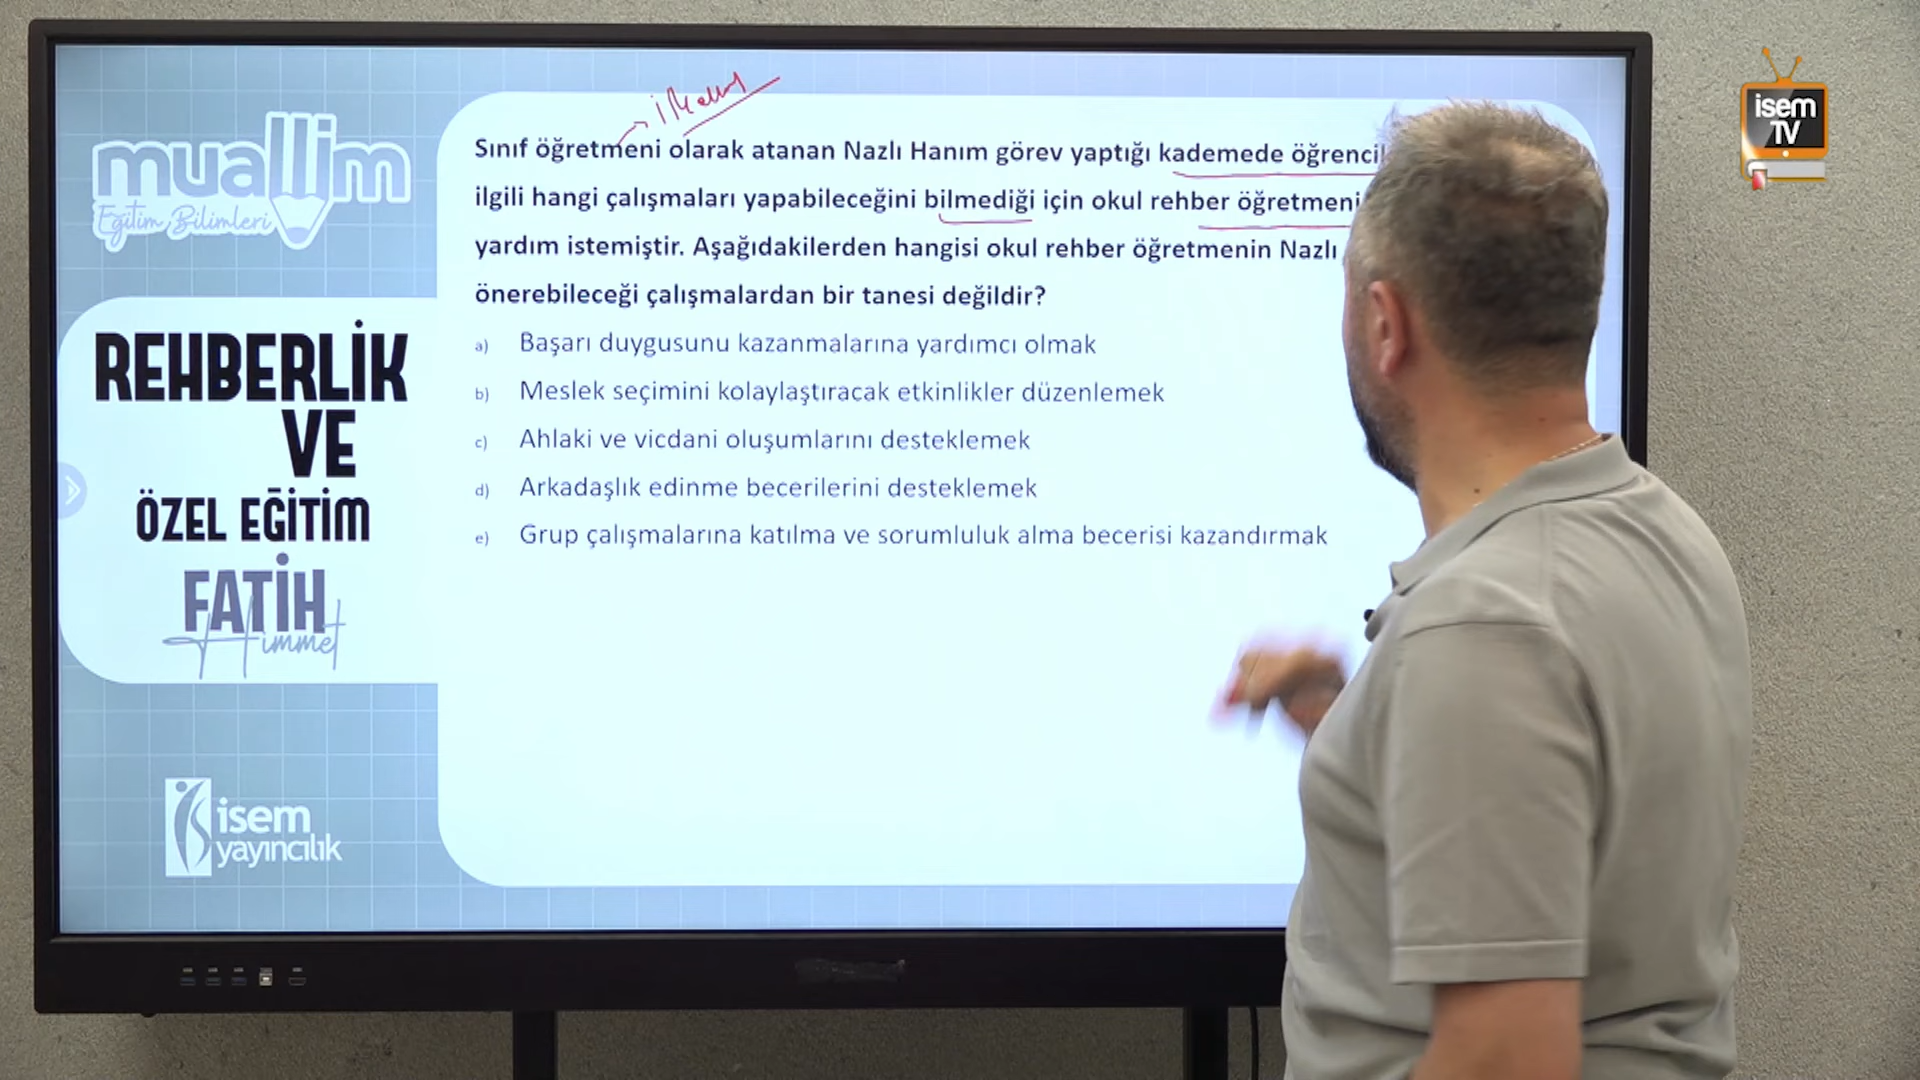 isem
TV
muallim
Eğitim Bilimleri
REHBERLİK
VE
ÖZEL EĞİTİM
FATİH
Himmet
isem
yayıncılık
Sınıf öğretmeni olarak atanan Nazlı Hanım görev yaptığı kademede
ilgili hangi çalışmaları yapabileceğini bilmediği için okul rehber öğretmeni
yardım istemiştir. Aşağıdakilerden hangisi okul rehber öğretmenin Nazlı
önerebileceği çalışmalardan bir tanesi değildir?
a) Başarı duygusunu kazanmalarına yardımcı olmak
b) Meslek seçimini kolaylaştıracak etkinlikler düzenlemek
c) Ahlaki ve vicdani oluşumlarını desteklemek
d) Arkadaşlık edinme becerilerini desteklemek
e) Grup çalışmalarına katılma ve sorumluluk alma becerisi kazandırmak